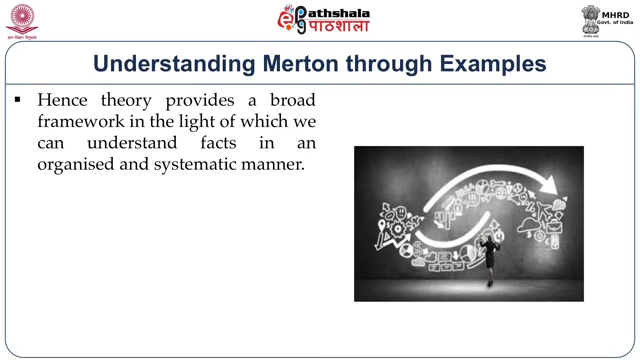 Pathshala
पाठशाला
MHRD
Govt. of India
Understanding Merton through Examples
Hence theory provides a broad
framework in the light of which we
can understand facts in an
organised and systematic manner.